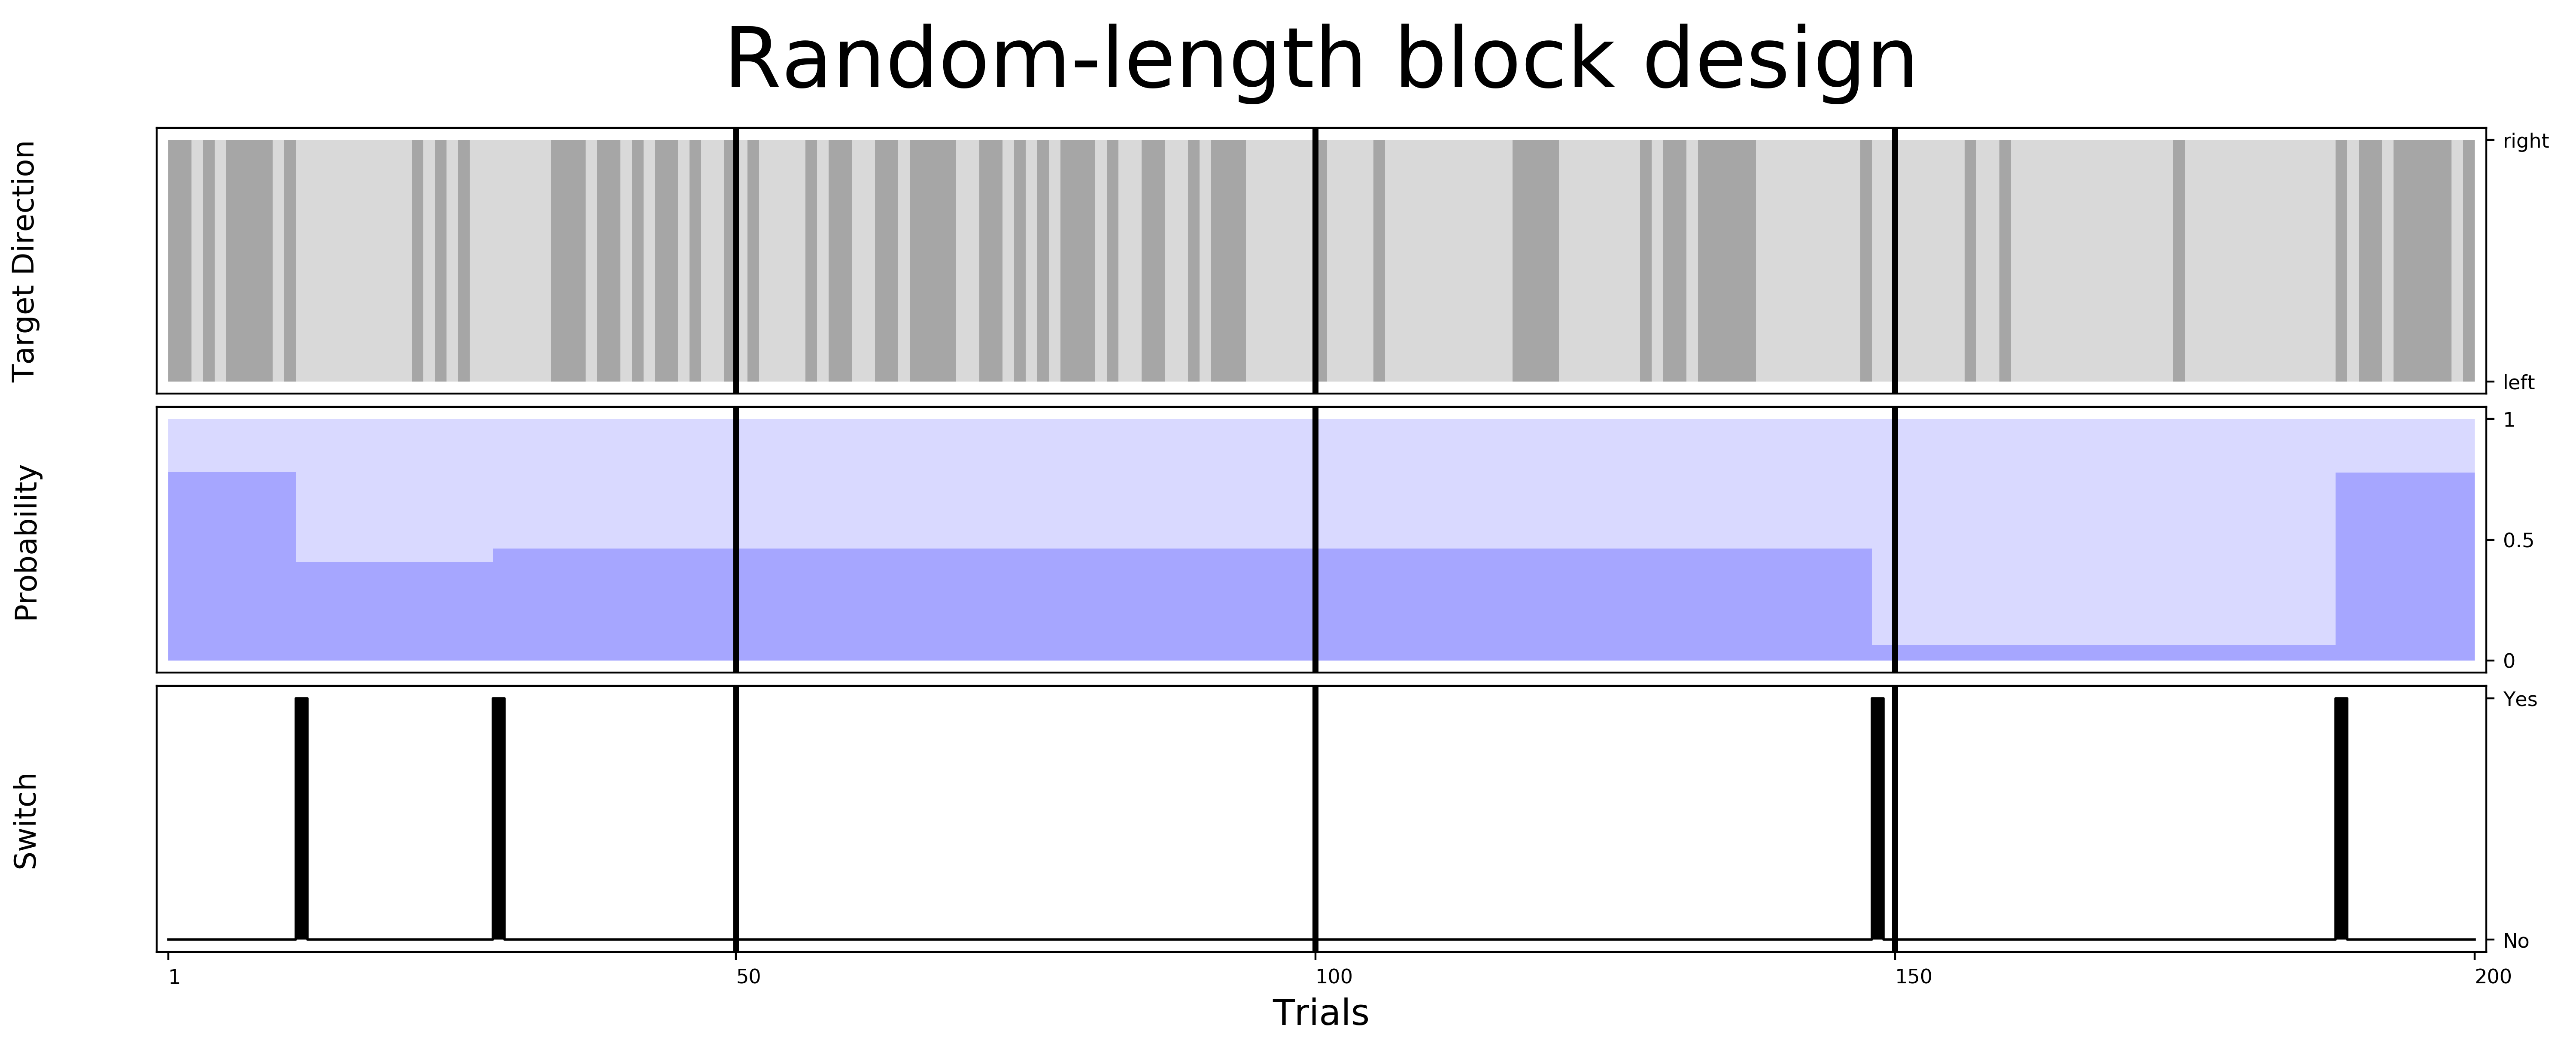 Random-length block design
Target Direction
right
left
Probability
1
0.5
0
Switch
Yes
No
1 50 100 150 200
Trials